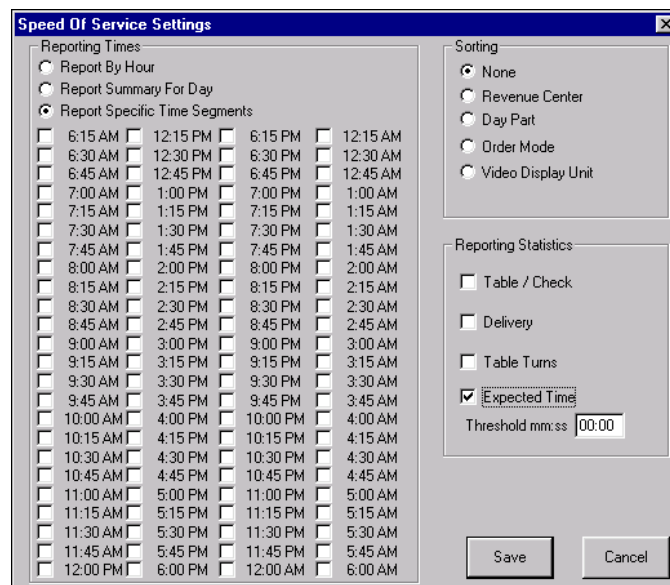 Speed Of Service Settings
Reporting Times
Report By Hour
Report Summary For Day
Report Specific Time Segments
6:15 AM 12:15 PM 6:15 PM 12:15 AM
6:30 AM 12:30 PM 6:30 PM 12:30 AM
6:45 AM 12:45 PM 6:45 PM 12:45 AM
7:00 AM 1:00 PM 7:00 PM 1:00 AM
7:15 AM 1:15 PM 7:15 PM 1:15 AM
7:30 AM 1:30 PM 7:30 PM 1:30 AM
7:45 AM 1:45 PM 7:45 PM 1:45 AM
8:00 AM 2:00 PM 8:00 PM 2:00 AM
8:15 AM 2:15 PM 8:15 PM 2:15 AM
8:30 AM 2:30 PM 8:30 PM 2:30 AM
8:45 AM 2:45 PM 8:45 PM 2:45 AM
9:00 AM 3:00 PM 9:00 PM 3:00 AM
9:15 AM 3:15 PM 9:15 PM 3:15 AM
9:30 AM 3:30 PM 9:30 PM 3:30 AM
9:45 AM 3:45 PM 9:45 PM 3:45 AM
10:00 AM 4:00 PM 10:00 PM 4:00 AM
10:15 AM 4:15 PM 10:15 PM 4:15 AM
10:30 AM 4:30 PM 10:30 PM 4:30 AM
10:45 AM 4:45 PM 10:45 PM 4:45 AM
11:00 AM 5:00 PM 11:00 PM 5:00 AM
11:15 AM 5:15 PM 11:15 PM 5:15 AM
11:30 AM 5:30 PM 11:30 PM 5:30 AM
11:45 AM 5:45 PM 11:45 PM 5:45 AM
12:00 PM 6:00 PM 12:00 AM 6:00 AM
Sorting
None
Revenue Center
Day Part
Order Mode
Video Display Unit
Reporting Statistics
Table / Check
Delivery
Table Turns
Expected Time
Threshold mm:ss 00:00
Save Cancel